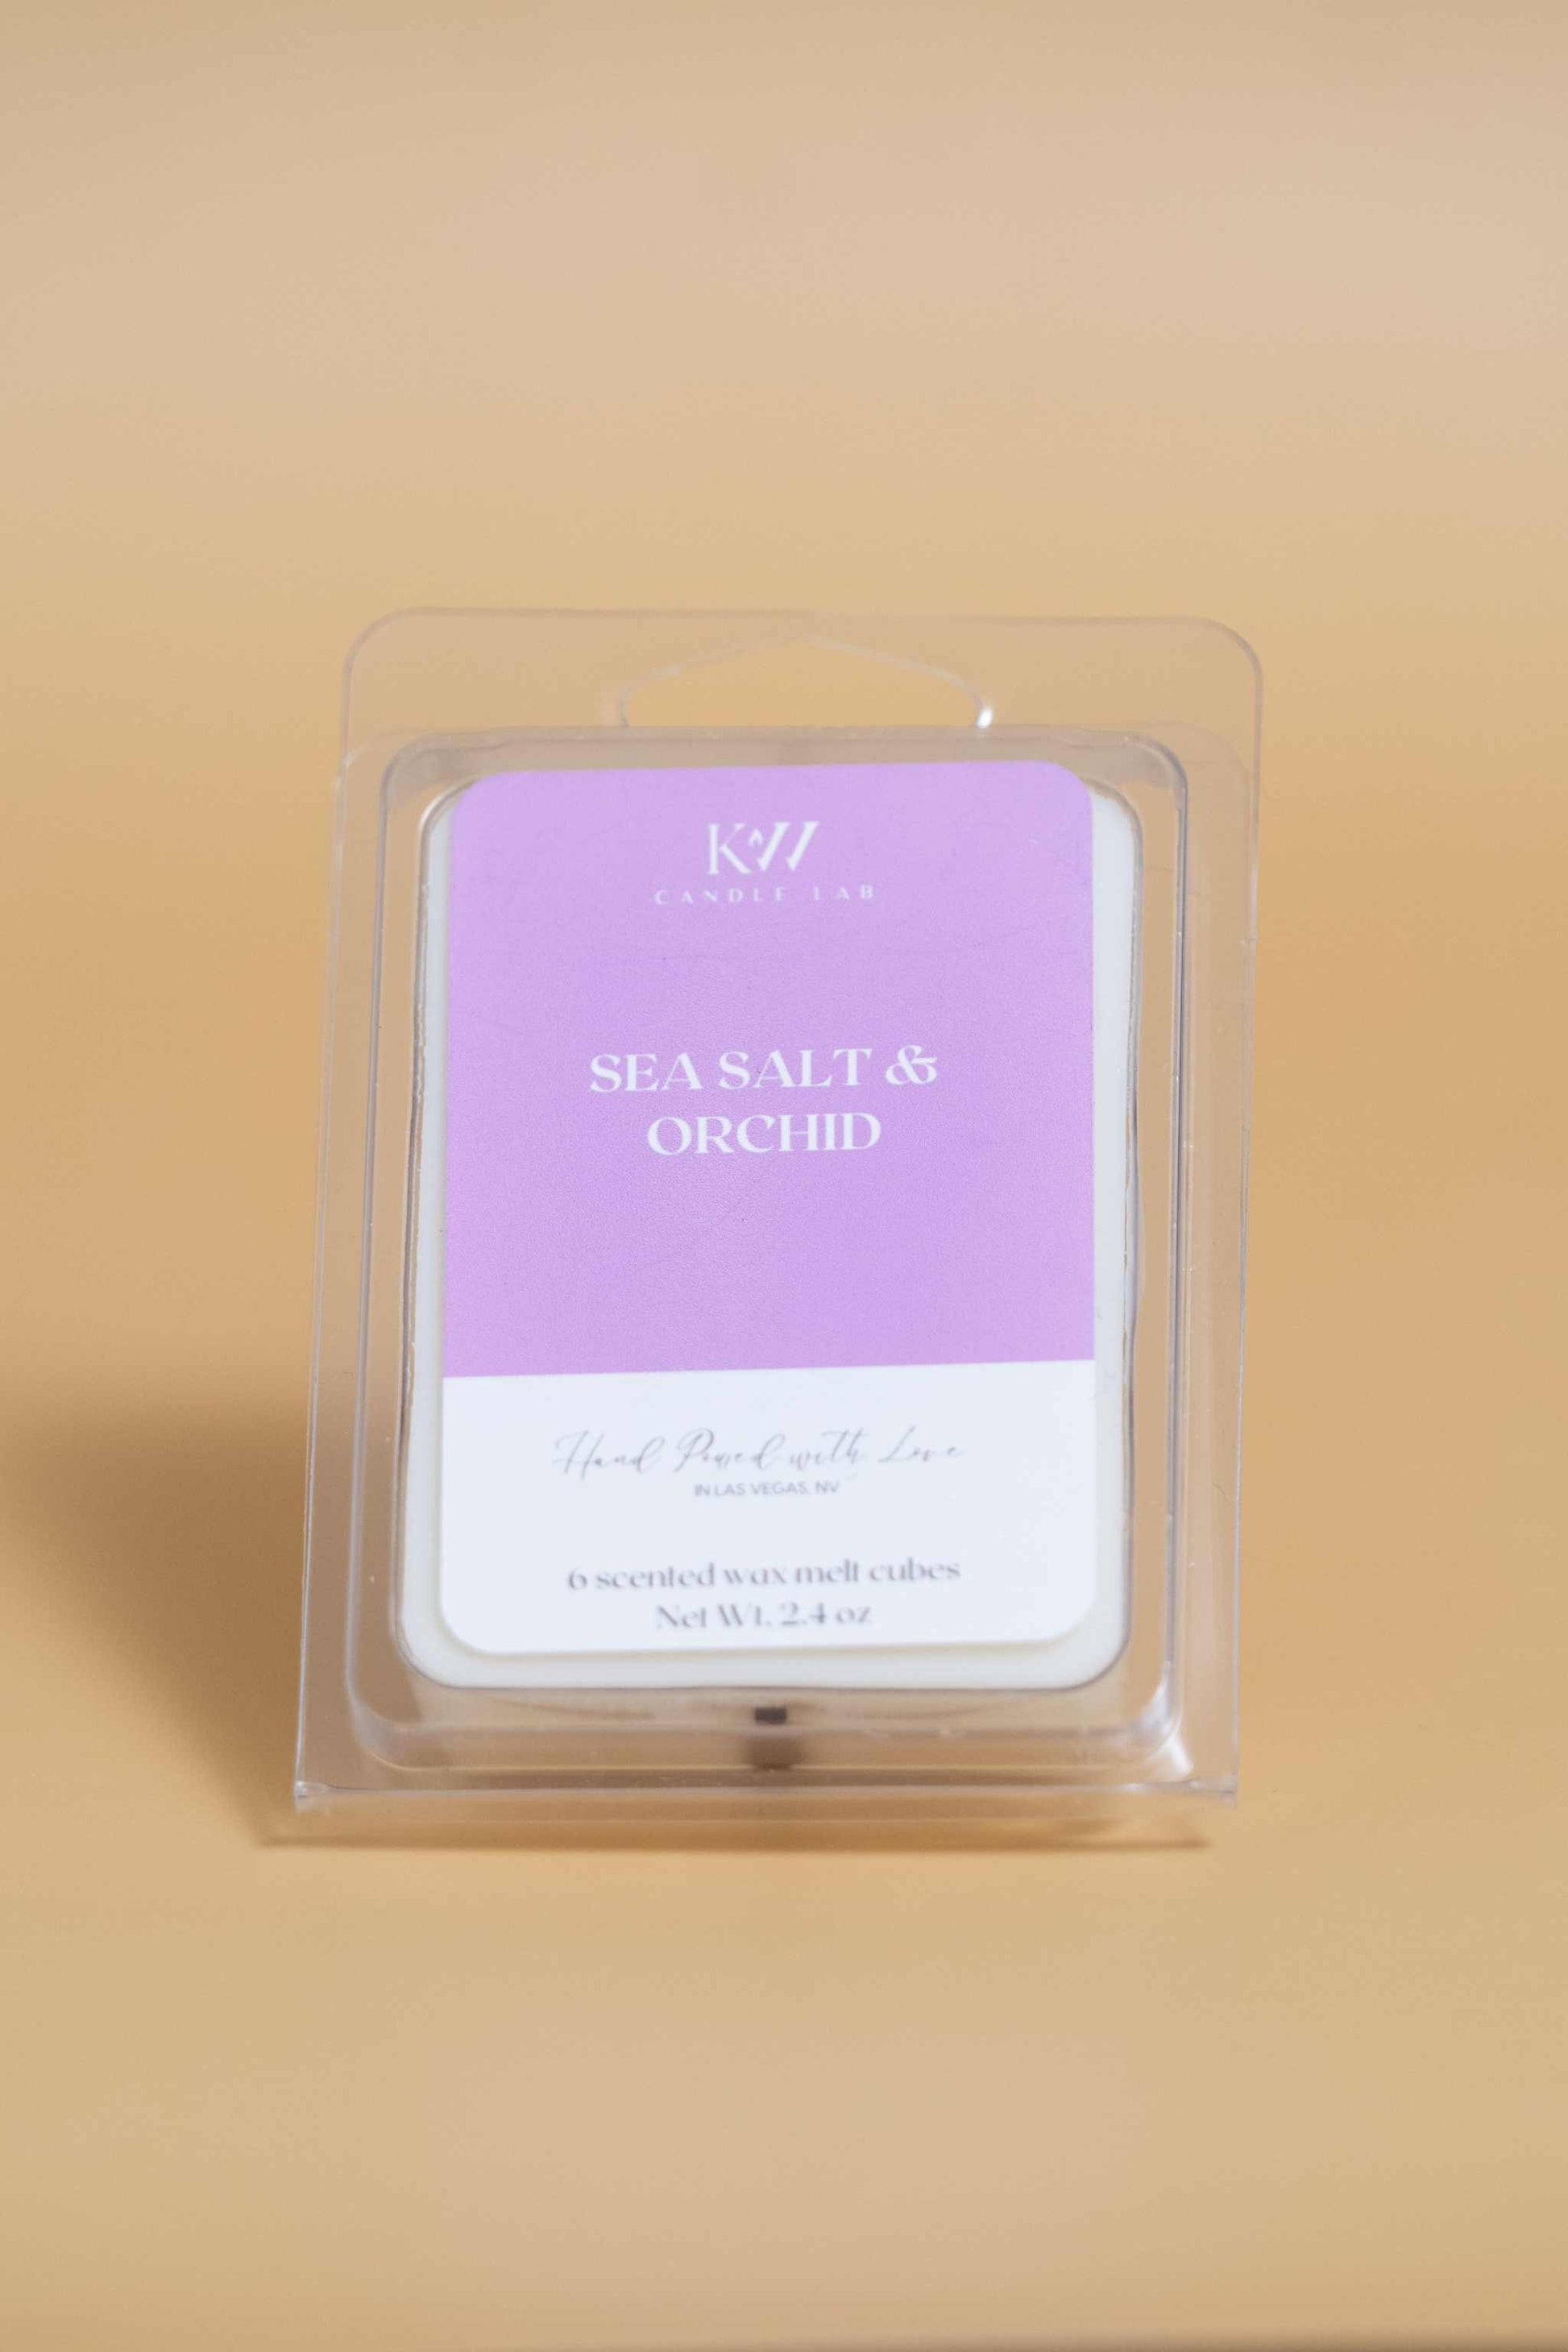 KW
CANDLE LAB
SEA SALT &
ORCHID
Hand Poured with Love
IN LAS VEGAS, NV
6 scented wax melt cubes
Net Wt. 2.4 oz